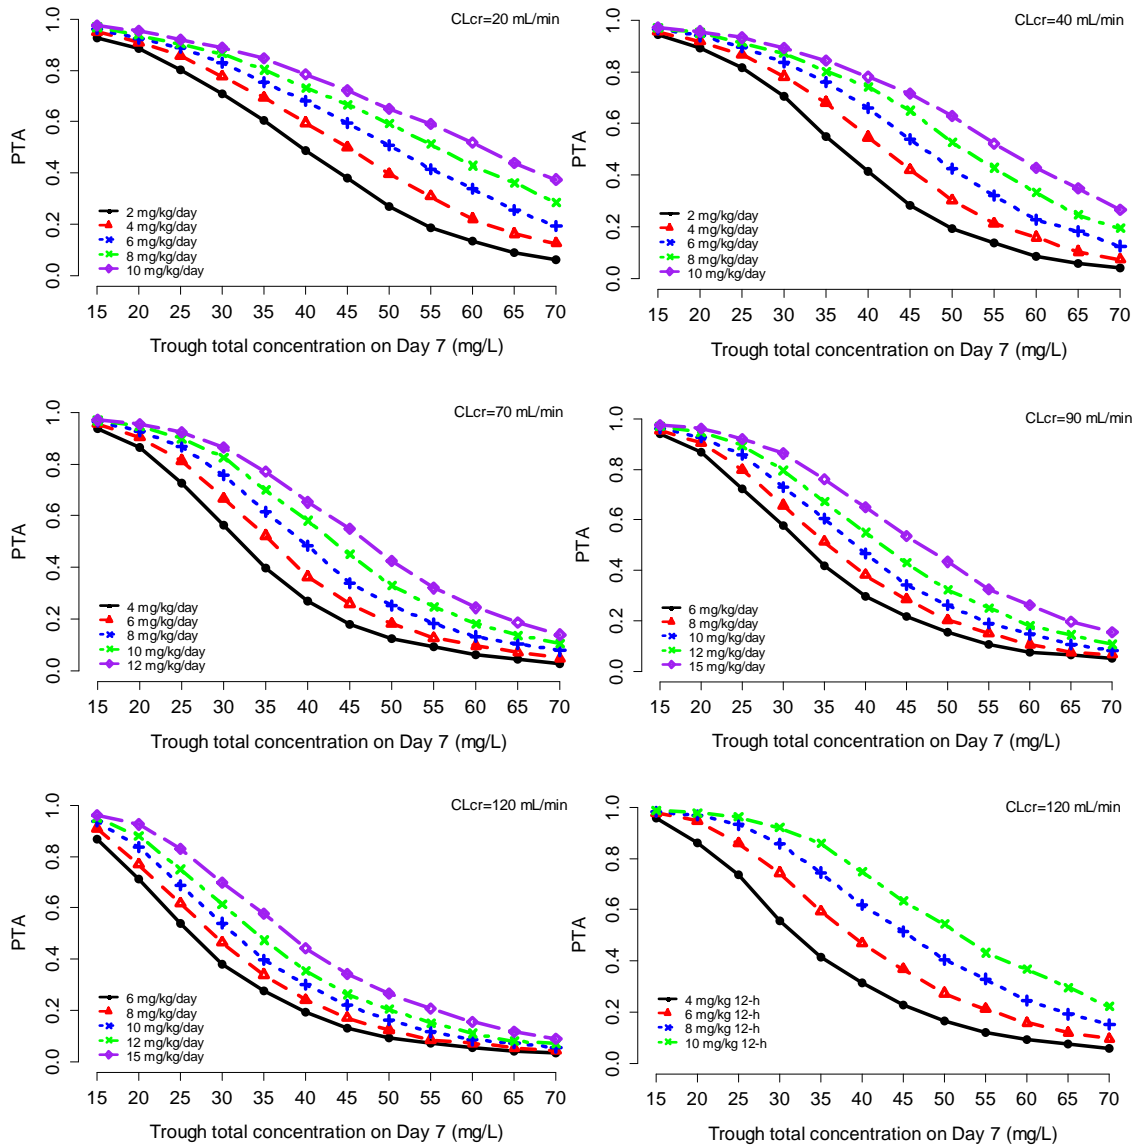 CLcr=20 mL/min
PTA
0.0 0.2 0.4 0.6 0.8 1.0
2 mg/kg/day
4 mg/kg/day
6 mg/kg/day
8 mg/kg/day
10 mg/kg/day
15 20 25 30 35 40 45 50 55 60 65 70
Trough total concentration on Day 7 (mg/L)
CLcr=40 mL/min
PTA
0.0 0.2 0.4 0.6 0.8 1.0
2 mg/kg/day
4 mg/kg/day
6 mg/kg/day
8 mg/kg/day
10 mg/kg/day
15 20 25 30 35 40 45 50 55 60 65 70
Trough total concentration on Day 7 (mg/L)
CLcr=70 mL/min
PTA
0.0 0.2 0.4 0.6 0.8 1.0
4 mg/kg/day
6 mg/kg/day
8 mg/kg/day
10 mg/kg/day
12 mg/kg/day
15 20 25 30 35 40 45 50 55 60 65 70
Trough total concentration on Day 7 (mg/L)
CLcr=90 mL/min
PTA
0.0 0.2 0.4 0.6 0.8 1.0
6 mg/kg/day
8 mg/kg/day
10 mg/kg/day
12 mg/kg/day
15 mg/kg/day
15 20 25 30 35 40 45 50 55 60 65 70
Trough total concentration on Day 7 (mg/L)
CLcr=120 mL/min
PTA
0.0 0.2 0.4 0.6 0.8 1.0
6 mg/kg/day
8 mg/kg/day
10 mg/kg/day
12 mg/kg/day
15 mg/kg/day
15 20 25 30 35 40 45 50 55 60 65 70
Trough total concentration on Day 7 (mg/L)
CLcr=120 mL/min
PTA
0.0 0.2 0.4 0.6 0.8 1.0
4 mg/kg 12-h
6 mg/kg 12-h
8 mg/kg 12-h
10 mg/kg 12-h
15 20 25 30 35 40 45 50 55 60 65 70
Trough total concentration on Day 7 (mg/L)